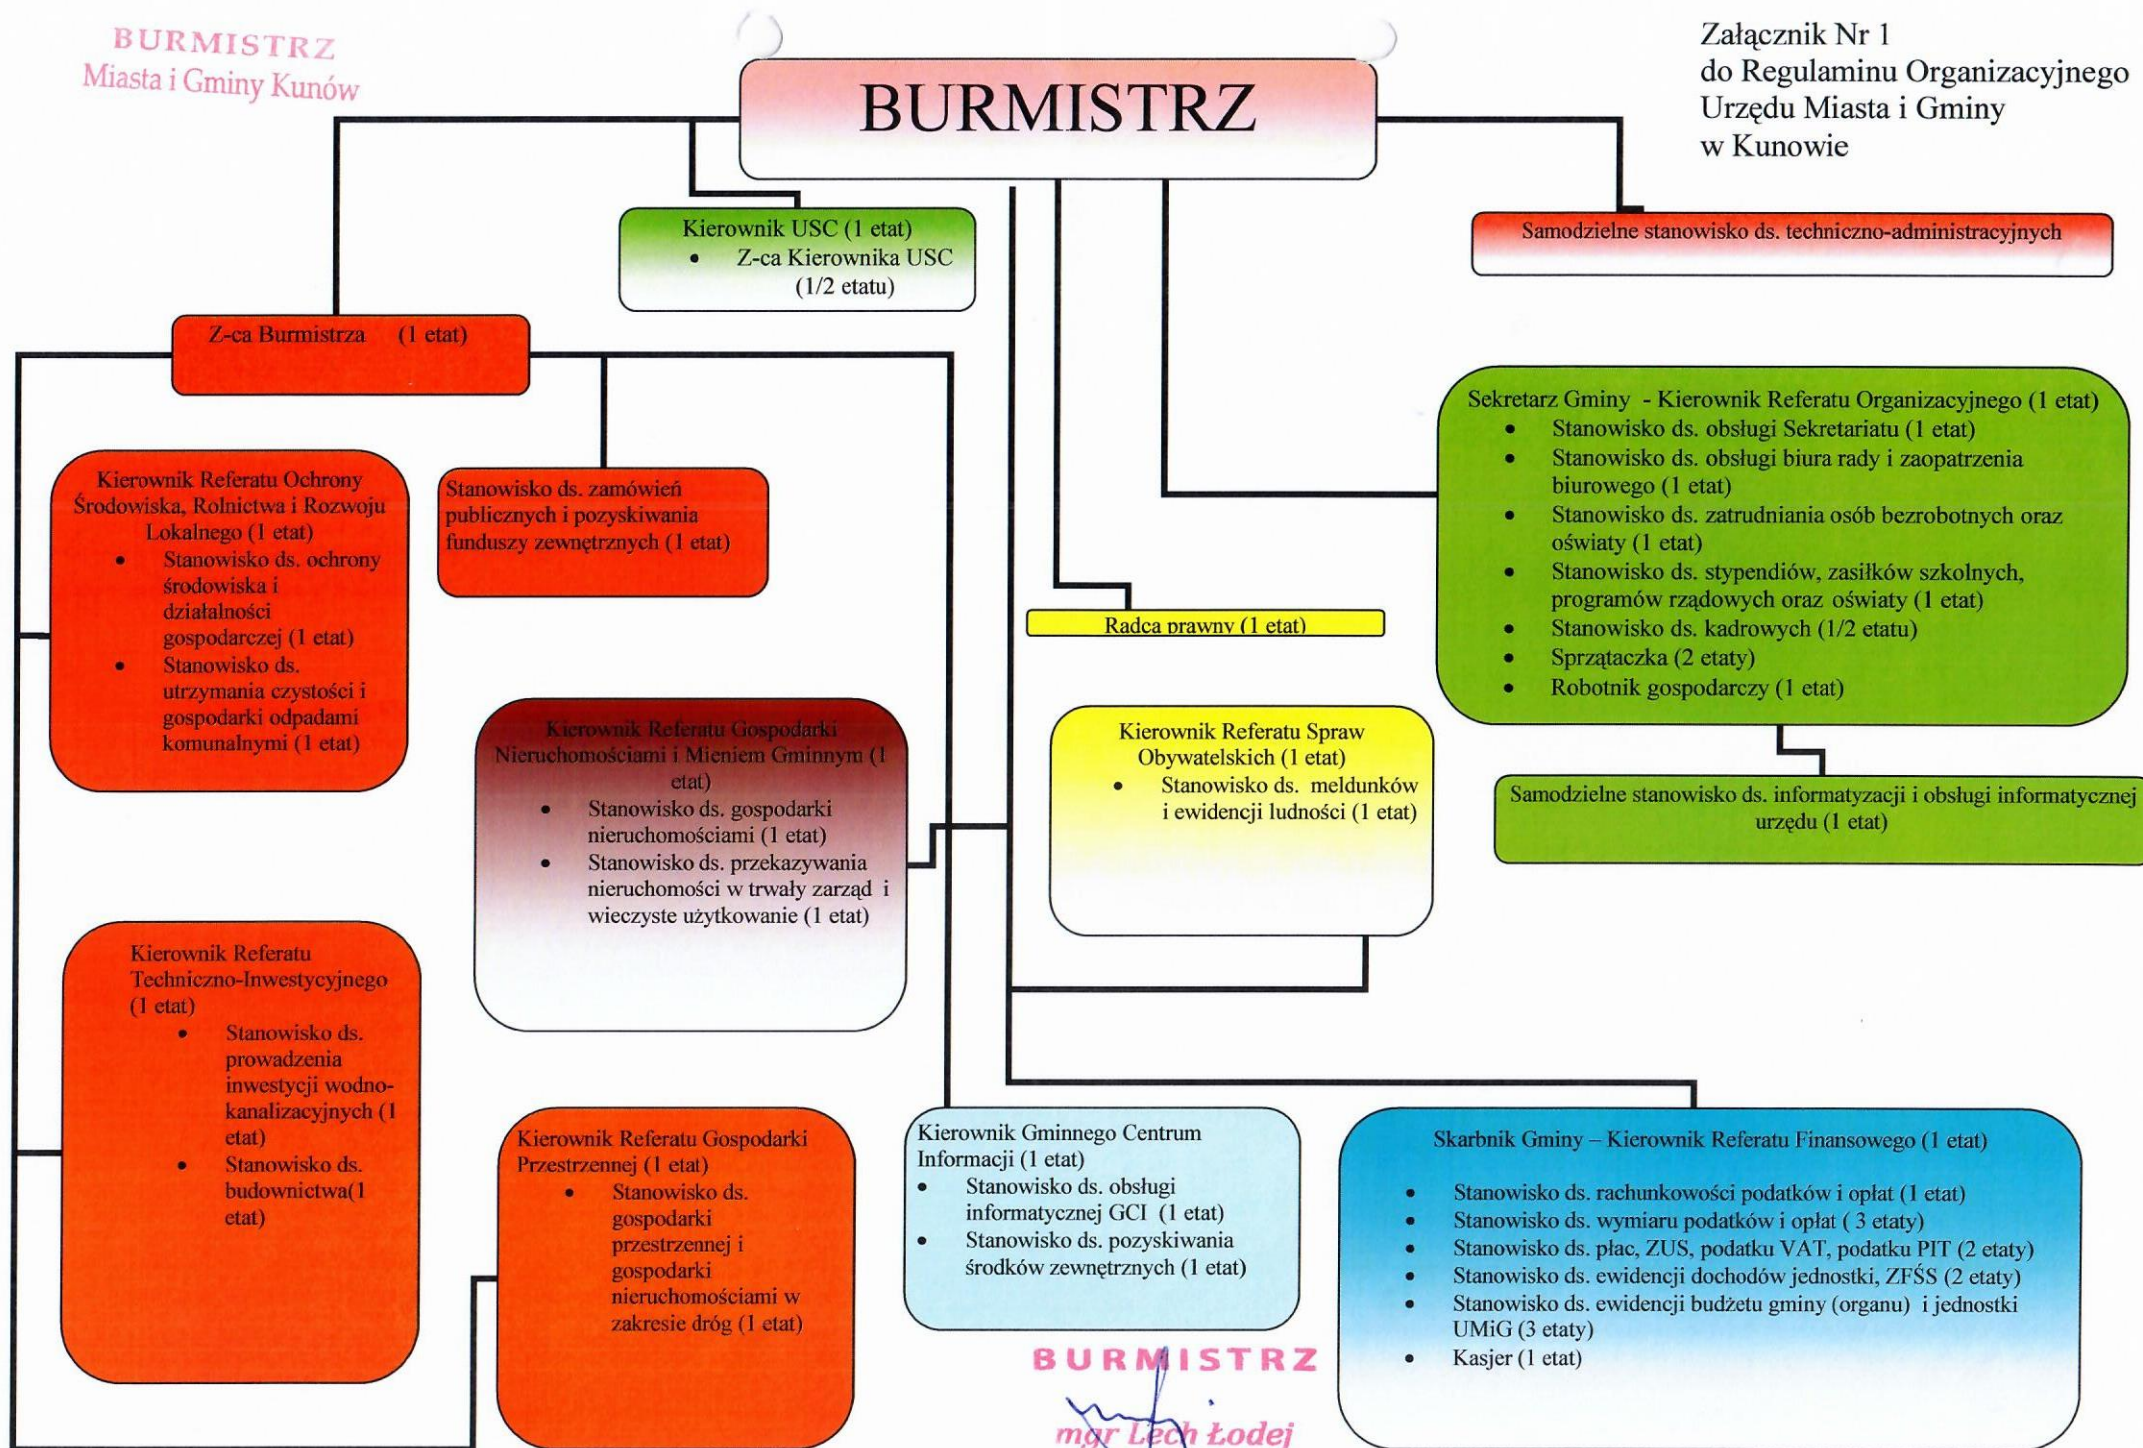 BURMISTRZ
Miasta i Gminy Kunów
Załącznik Nr 1
do Regulaminu Organizacyjnego
Urzędu Miasta i Gminy
w Kunowie
BURMISTRZ
Kierownik USC (1 etat)
• Z-ca Kierownika USC
(1/2 etatu)
Samodzielne stanowisko ds. techniczno-administracyjnych
Z-ca Burmistrza (1 etat)
Kierownik Referatu Ochrony
Środowiska, Rolnictwa i Rozwoju
Lokalnego (1 etat)
• Stanowisko ds. ochrony
środowiska i
działalności
gospodarczej (1 etat)
• Stanowisko ds.
utrzymania czystości i
gospodarki odpadami
komunalnymi (1 etat)
Stanowisko ds. zamówień
publicznych i pozyskiwania
funduszy zewnętrznych (1 etat)
Sekretarz Gminy - Kierownik Referatu Organizacyjnego (1 etat)
• Stanowisko ds. obsługi Sekretariatu (1 etat)
• Stanowisko ds. obsługi biura rady i zaopatrzenia
biurowego (1 etat)
• Stanowisko ds. zatrudniania osób bezrobotnych oraz
oświaty (1 etat)
• Stanowisko ds. stypendiów, zasiłków szkolnych,
programów rządowych oraz oświaty (1 etat)
• Stanowisko ds. kadrowych (1/2 etatu)
• Sprzątaczka (2 etaty)
• Robotnik gospodarczy (1 etat)
Radca prawny (1 etat)
Kierownik Referatu Gospodarki
Nieruchomościami i Mieniem Gminnym (1
etat)
• Stanowisko ds. gospodarki
nieruchomościami (1 etat)
• Stanowisko ds. przekazywania
nieruchomości w trwały zarząd i
wieczyste użytkowanie (1 etat)
Kierownik Referatu Spraw
Obywatelskich (1 etat)
• Stanowisko ds. meldunków
i ewidencji ludności (1 etat)
Samodzielne stanowisko ds. informatyzacji i obsługi informatycznej
urzędu (1 etat)
Kierownik Referatu
Techniczno-Inwestycyjnego
(1 etat)
• Stanowisko ds.
prowadzenia
inwestycji wodno-
kanalizacyjnych (1
etat)
• Stanowisko ds.
budownictwa(1
etat)
Kierownik Referatu Gospodarki
Przestrzennej (1 etat)
• Stanowisko ds.
gospodarki
przestrzennej i
gospodarki
nieruchomościami w
zakresie dróg (1 etat)
Kierownik Gminnego Centrum
Informacji (1 etat)
• Stanowisko ds. obsługi
informatycznej GCI (1 etat)
• Stanowisko ds. pozyskiwania
środków zewnętrznych (1 etat)
Skarbnik Gminy – Kierownik Referatu Finansowego (1 etat)
• Stanowisko ds. rachunkowości podatków i opłat (1 etat)
• Stanowisko ds. wymiaru podatków i opłat ( 3 etaty)
• Stanowisko ds. płac, ZUS, podatku VAT, podatku PIT (2 etaty)
• Stanowisko ds. ewidencji dochodów jednostki, ZFŚS (2 etaty)
• Stanowisko ds. ewidencji budżetu gminy (organu) i jednostki
UMiG (3 etaty)
• Kasjer (1 etat)
BURMISTRZ
mgr Lech Łodej